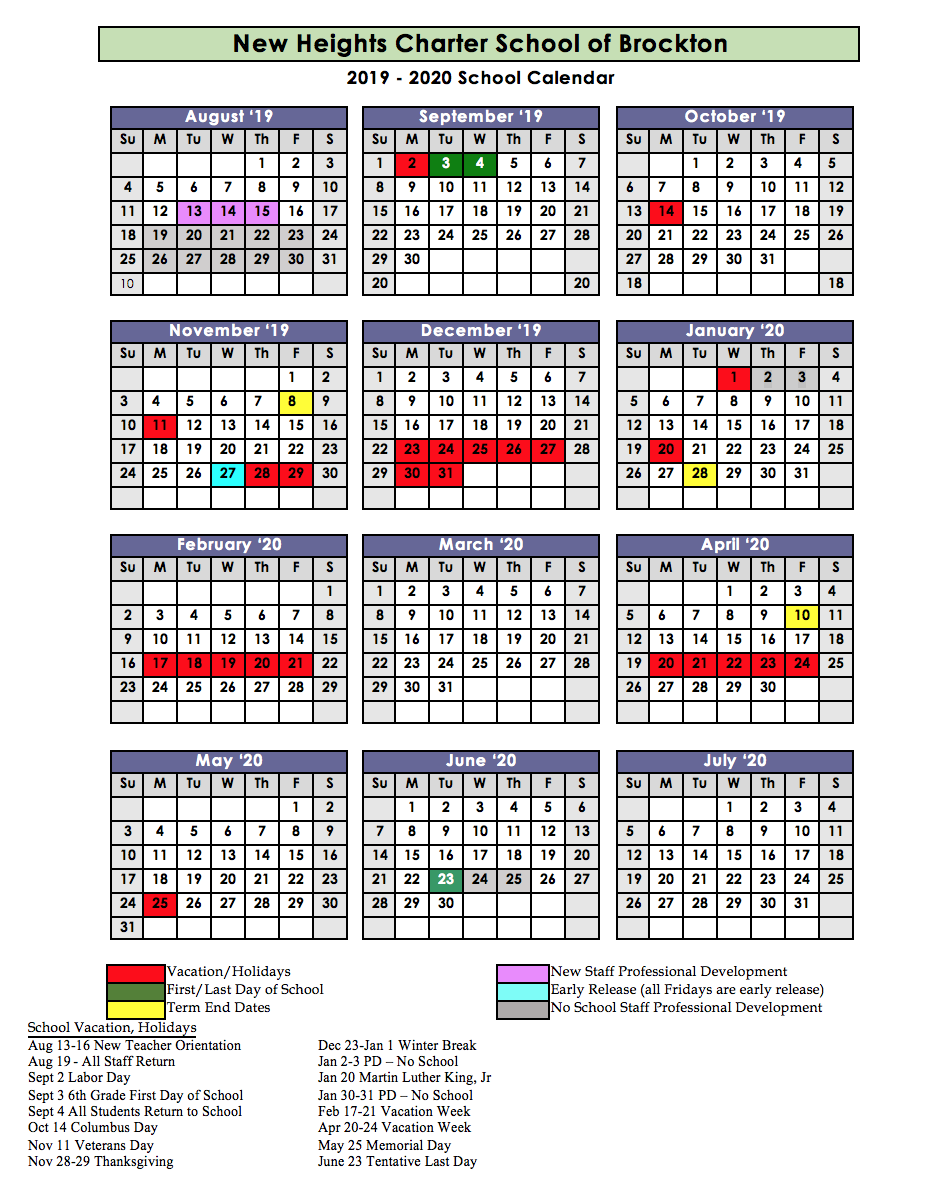 New Heights Charter School of Brockton
2019 - 2020 School Calendar
August ‘19
Su M Tu W Th F S
1 2 3
4 5 6 7 8 9 10
11 12 13 14 15 16 17
18 19 20 21 22 23 24
25 26 27 28 29 30 31
10
September ‘19
Su M Tu W Th F S
1 2 3 4 5 6 7
8 9 10 11 12 13 14
15 16 17 18 19 20 21
22 23 24 25 26 27 28
29 30
20 20
October ‘19
Su M Tu W Th F S
1 2 3 4 5
6 7 8 9 10 11 12
13 14 15 16 17 18 19
20 21 22 23 24 25 26
27 28 29 30 31
18 18
November ‘19
Su M Tu W Th F S
1 2
3 4 5 6 7 8 9
10 11 12 13 14 15 16
17 18 19 20 21 22 23
24 25 26 27 28 29 30
December ‘19
Su M Tu W Th F S
1 2 3 4 5 6 7
8 9 10 11 12 13 14
15 16 17 18 19 20 21
22 23 24 25 26 27 28
29 30 31
January ‘20
Su M Tu W Th F S
1 2 3 4
5 6 7 8 9 10 11
12 13 14 15 16 17 18
19 20 21 22 23 24 25
26 27 28 29 30 31
February ‘20
Su M Tu W Th F S
1
2 3 4 5 6 7 8
9 10 11 12 13 14 15
16 17 18 19 20 21 22
23 24 25 26 27 28 29
March ‘20
Su M Tu W Th F S
1 2 3 4 5 6 7
8 9 10 11 12 13 14
15 16 17 18 19 20 21
22 23 24 25 26 27 28
29 30 31
April ‘20
Su M Tu W Th F S
1 2 3 4
5 6 7 8 9 10 11
12 13 14 15 16 17 18
19 20 21 22 23 24 25
26 27 28 29 30
May ‘20
Su M Tu W Th F S
1 2
3 4 5 6 7 8 9
10 11 12 13 14 15 16
17 18 19 20 21 22 23
24 25 26 27 28 29 30
31
June ‘20
Su M Tu W Th F S
1 2 3 4 5 6
7 8 9 10 11 12 13
14 15 16 17 18 19 20
21 22 23 24 25 26 27
28 29 30
July ‘20
Su M Tu W Th F S
1 2 3 4
5 6 7 8 9 10 11
12 13 14 15 16 17 18
19 20 21 22 23 24 25
26 27 28 29 30 31
Vacation/Holidays
First/Last Day of School
Term End Dates
New Staff Professional Development
Early Release (all Fridays are early release)
No School Staff Professional Development
School Vacation, Holidays
Aug 13-16 New Teacher Orientation
Aug 19 - All Staff Return
Sept 2 Labor Day
Sept 3 6th Grade First Day of School
Sept 4 All Students Return to School
Oct 14 Columbus Day
Nov 11 Veterans Day
Nov 28-29 Thanksgiving
Dec 23-Jan 1 Winter Break
Jan 2-3 PD – No School
Jan 20 Martin Luther King, Jr
Jan 30-31 PD – No School
Feb 17-21 Vacation Week
Apr 20-24 Vacation Week
May 25 Memorial Day
June 23 Tentative Last Day